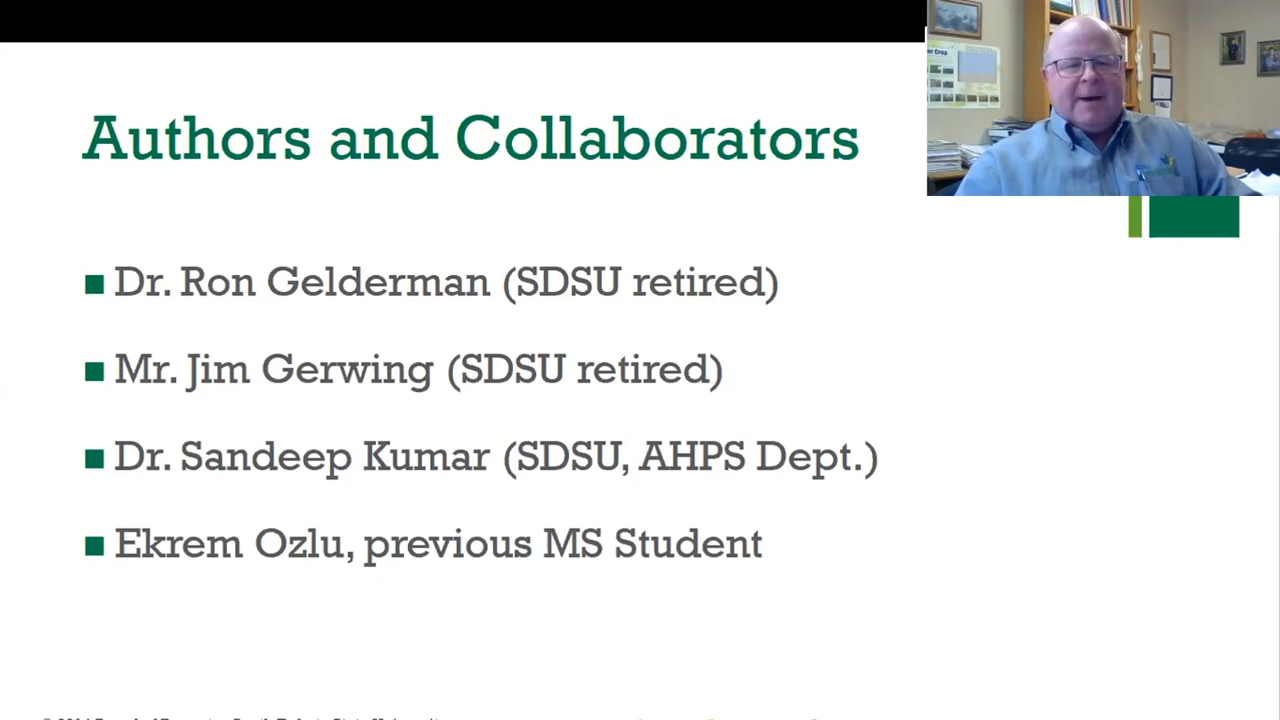 Authors and Collaborators
Dr. Ron Gelderman (SDSU retired)
Mr. Jim Gerwing (SDSU retired)
Dr. Sandeep Kumar (SDSU, AHPS Dept.)
Ekrem Ozlu, previous MS Student